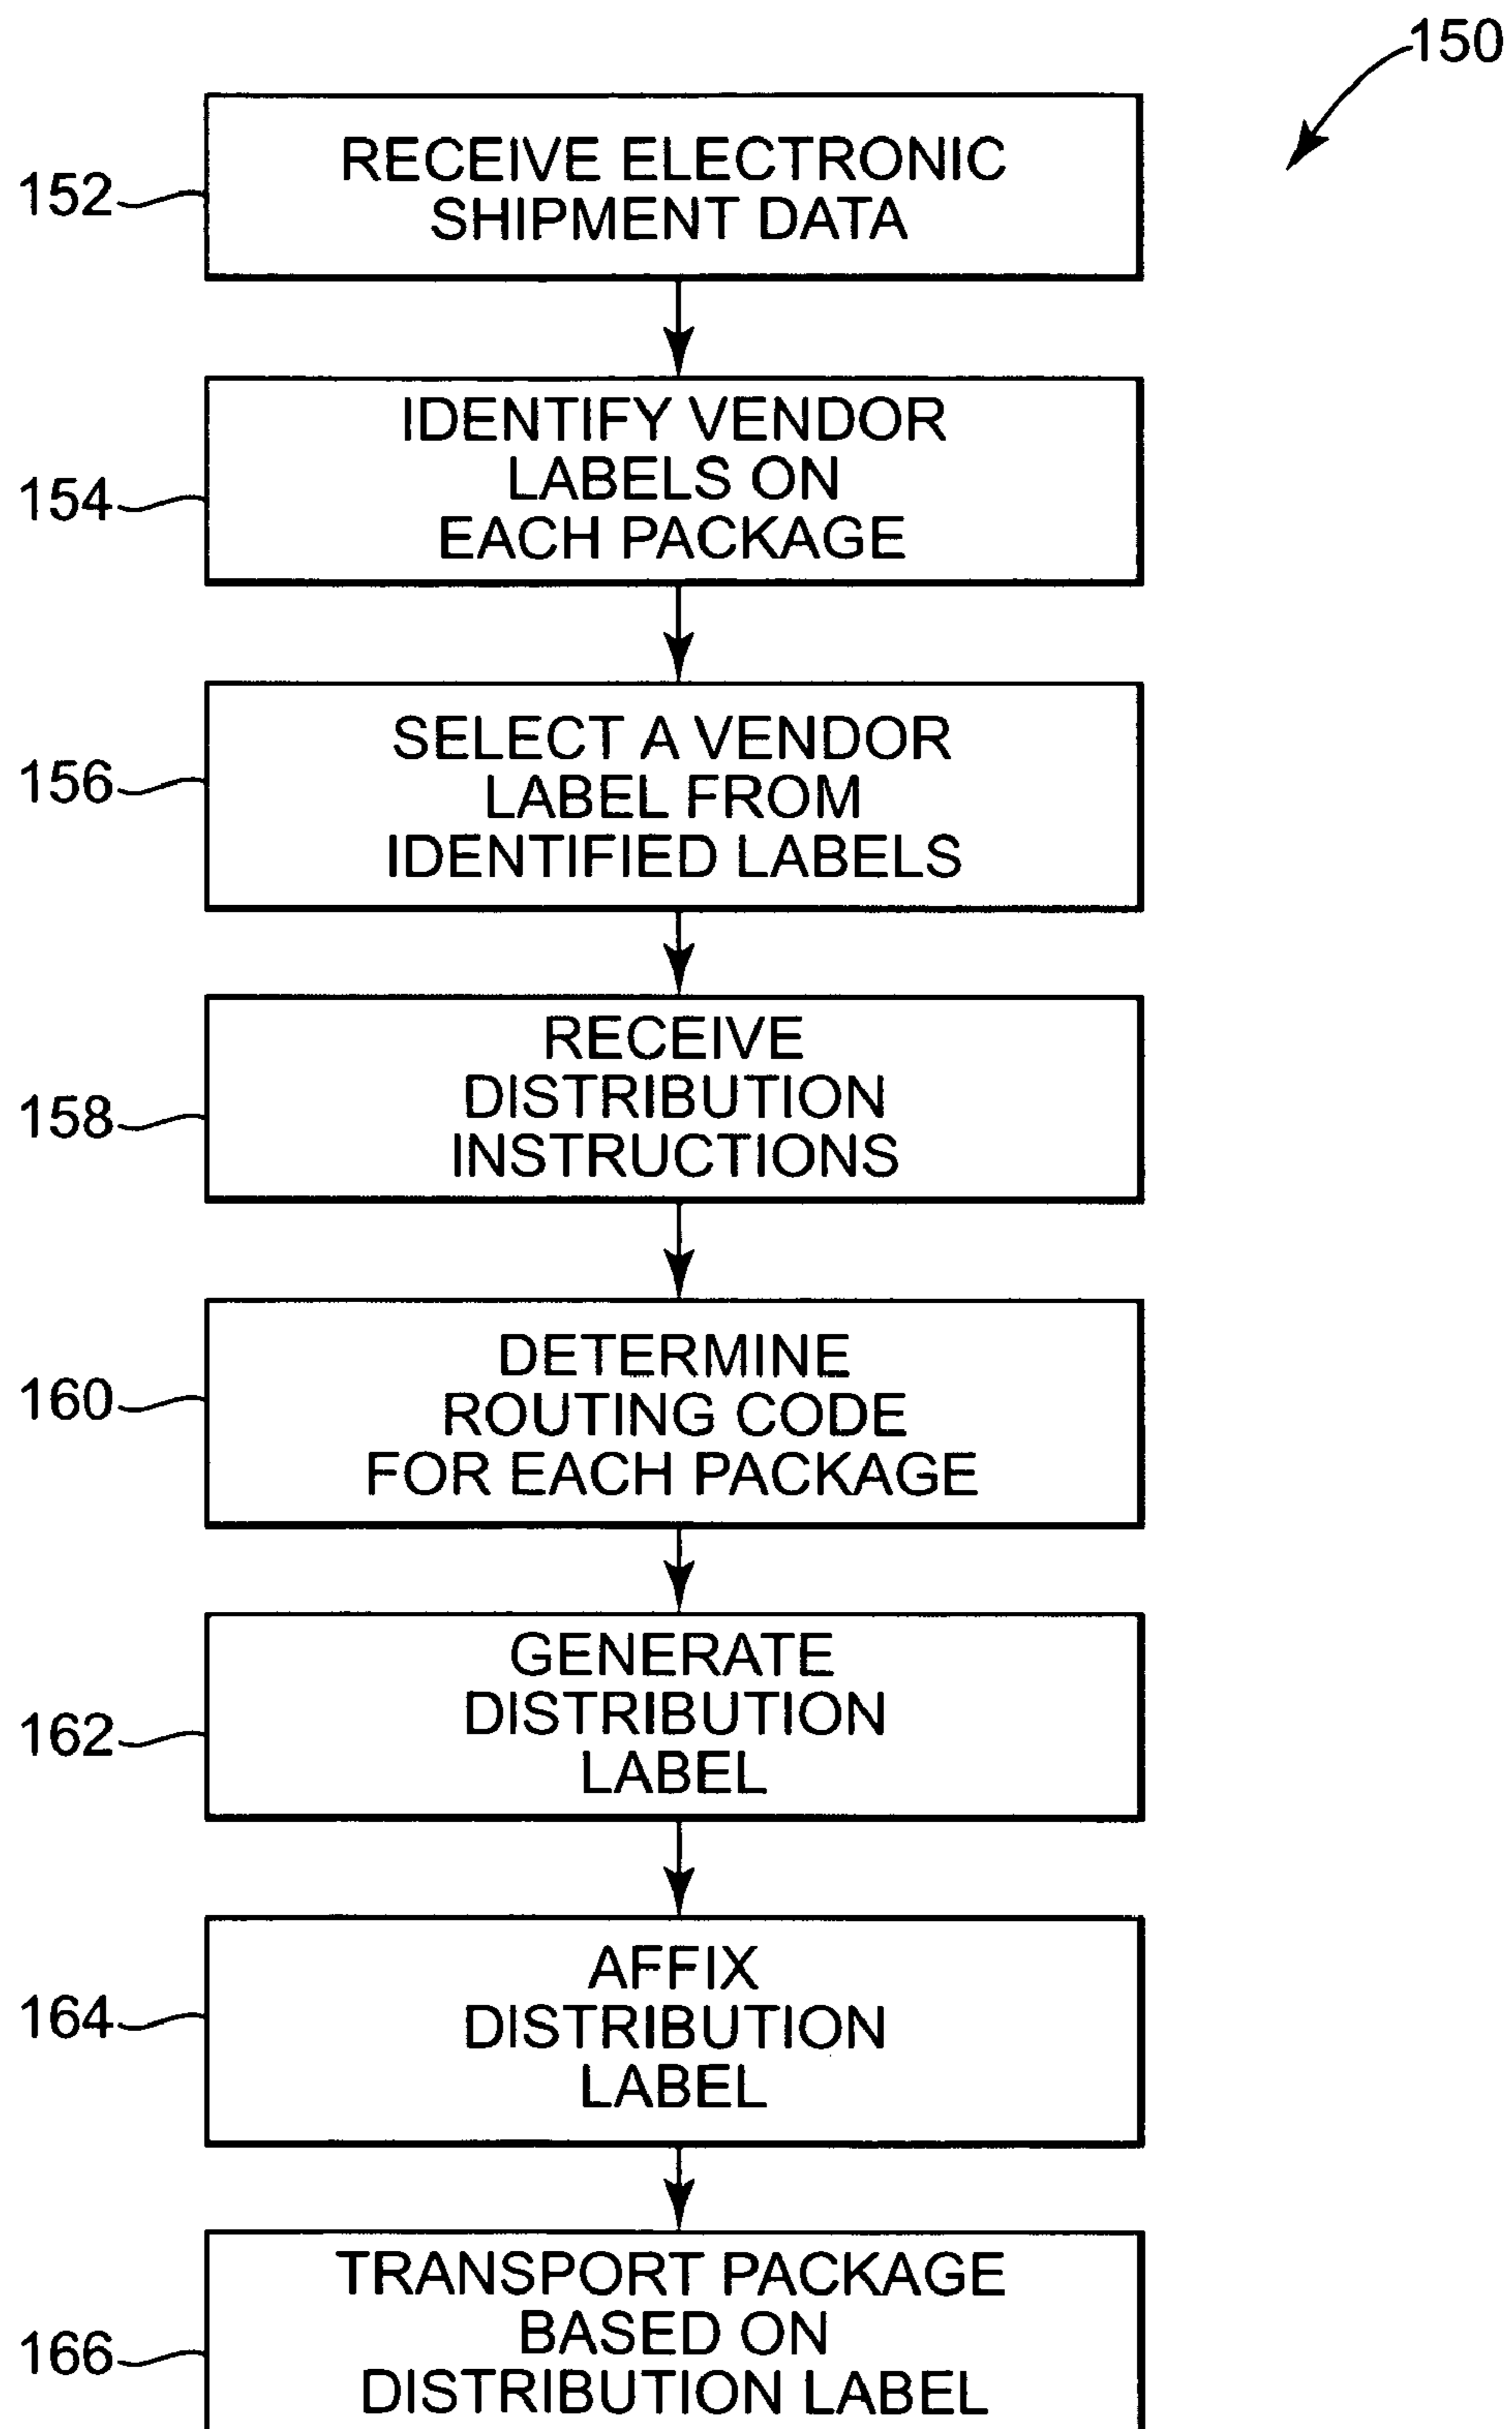 150
152
RECEIVE ELECTRONIC
SHIPMENT DATA
154
IDENTIFY VENDOR
LABELS ON
EACH PACKAGE
156
SELECT A VENDOR
LABEL FROM
IDENTIFIED LABELS
158
RECEIVE
DISTRIBUTION
INSTRUCTIONS
160
DETERMINE
ROUTING CODE
FOR EACH PACKAGE
162
GENERATE
DISTRIBUTION
LABEL
164
AFFIX
DISTRIBUTION
LABEL
166
TRANSPORT PACKAGE
BASED ON
DISTRIBUTION LABEL